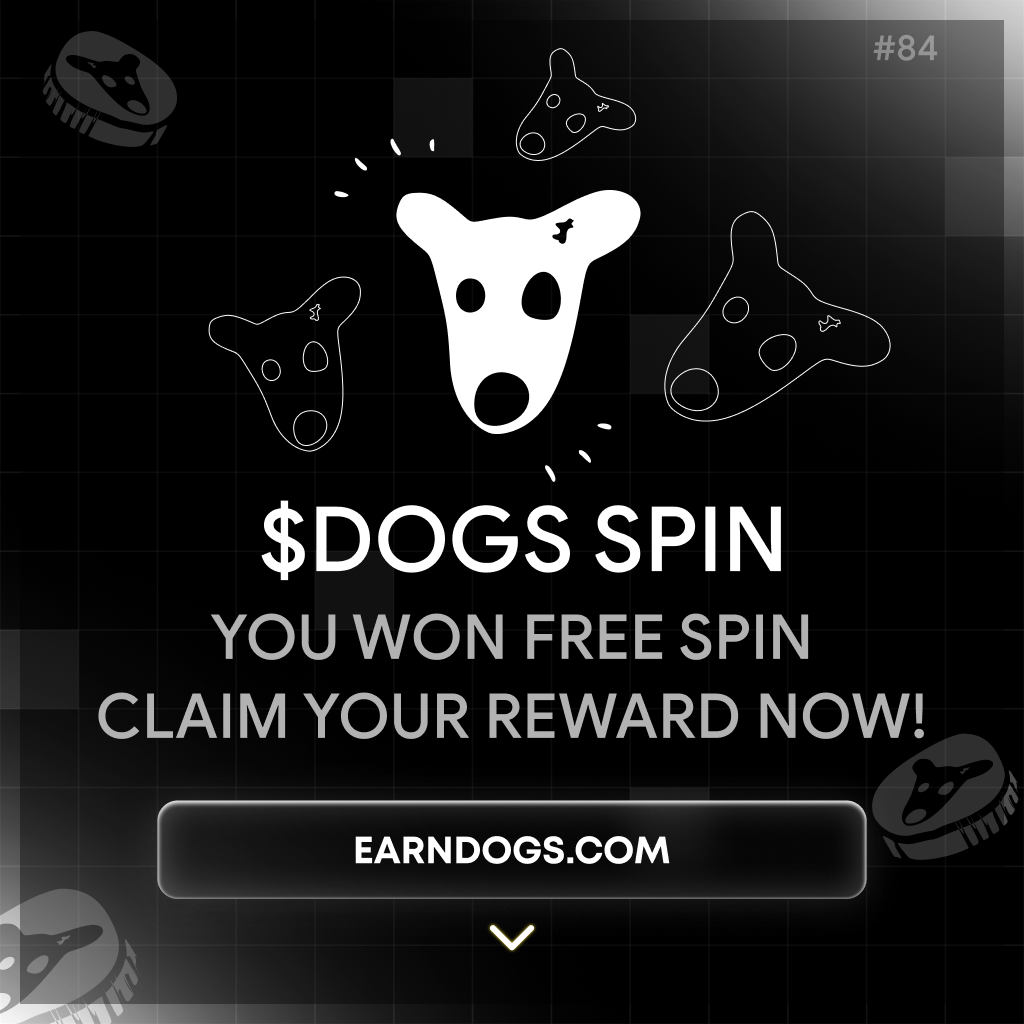 #84
$DOGS SPIN
YOU WON FREE SPIN
CLAIM YOUR REWARD NOW!
EARNDOGS.COM